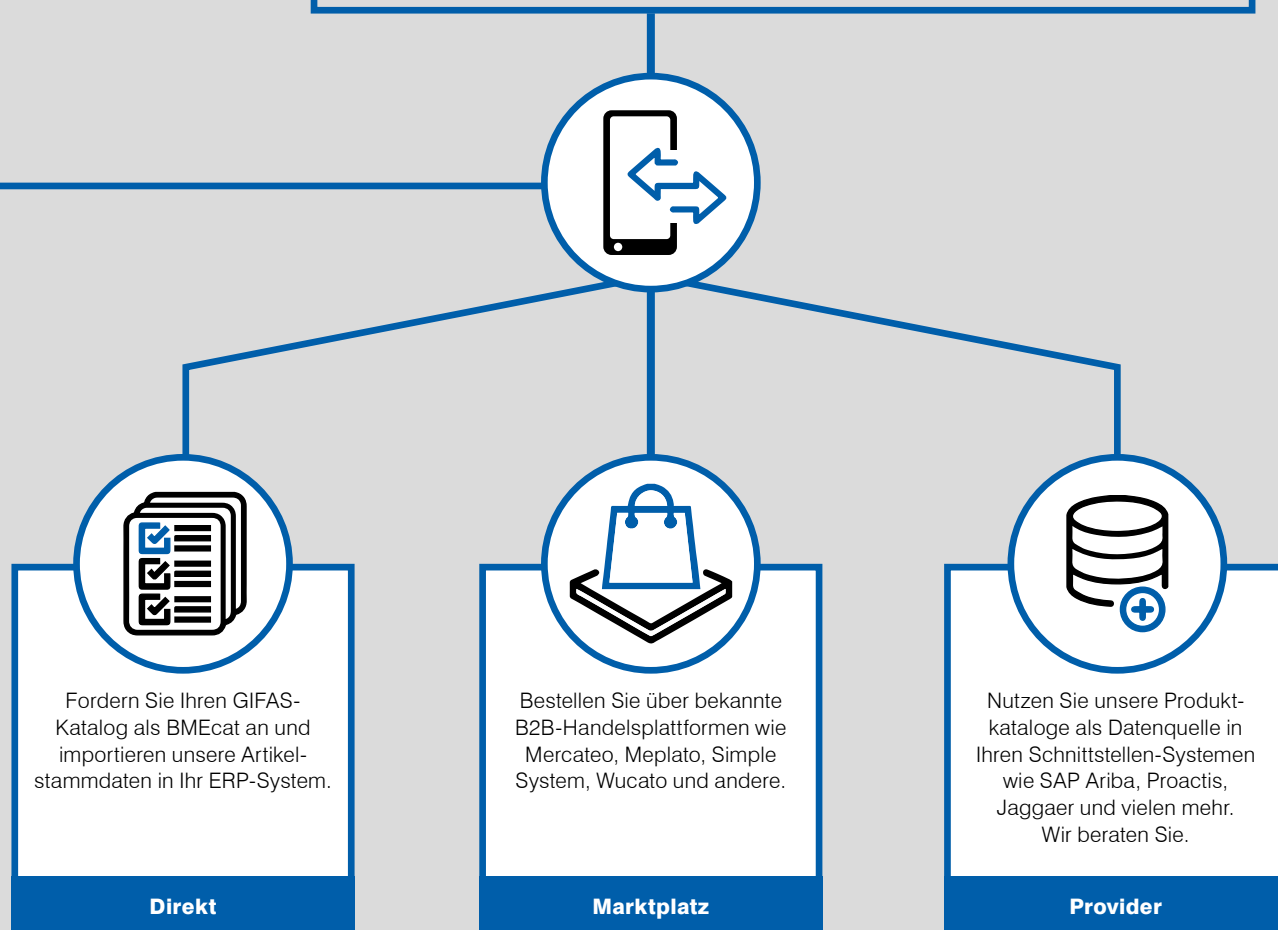 Fordern Sie Ihren GIFAS-
Katalog als BMEcat an und
importieren unsere Artikel-
stammdaten in Ihr ERP-System.
Direkt
Bestellen Sie über bekannte
B2B-Handelsplattformen wie
Mercateo, Meplato, Simple
System, Wucato und andere.
Marktplatz
Nutzen Sie unsere Produkt-
kataloge als Datenquelle in
Ihren Schnittstellen-Systemen
wie SAP Ariba, Proactis,
Jaggaer und vielen mehr.
Wir beraten Sie.
Provider